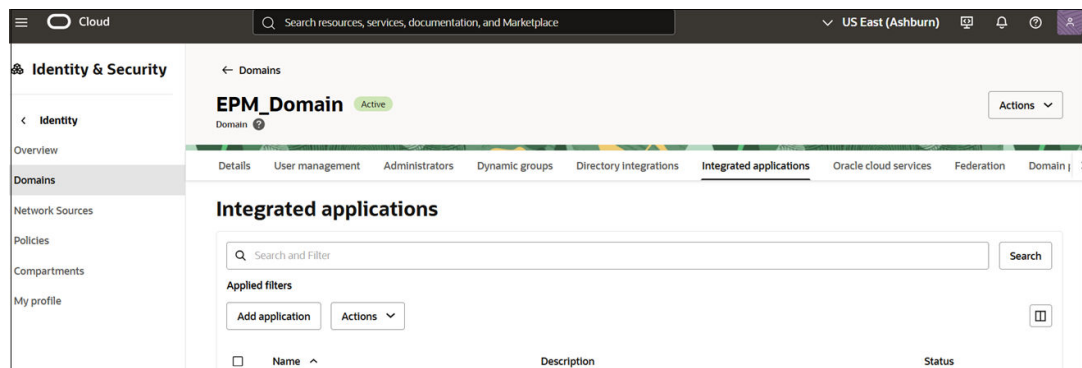 Cloud
Search resources, services, documentation, and Marketplace
US East (Ashburn)
Identity & Security
Identity
Overview
Domains
Network Sources
Policies
Compartments
My profile
← Domains
EPM_Domain Active
Domain
Actions
Details User management Administrators Dynamic groups Directory integrations Integrated applications Oracle cloud services Federation Domain
Integrated applications
Search and Filter
Search
Applied filters
Add application Actions
Name Description Status